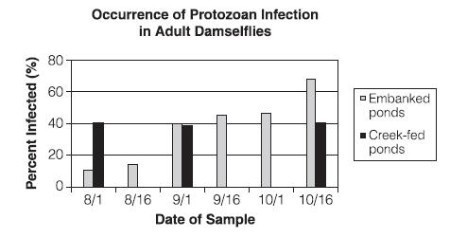 Occurrence of Protozoan Infection
in Adult Damselflies
Percent Infected (%)
80
60
40
20
0
8/1 8/16 9/1 9/16 10/1 10/16
Date of Sample
Embanked
ponds
Creek-fed
ponds